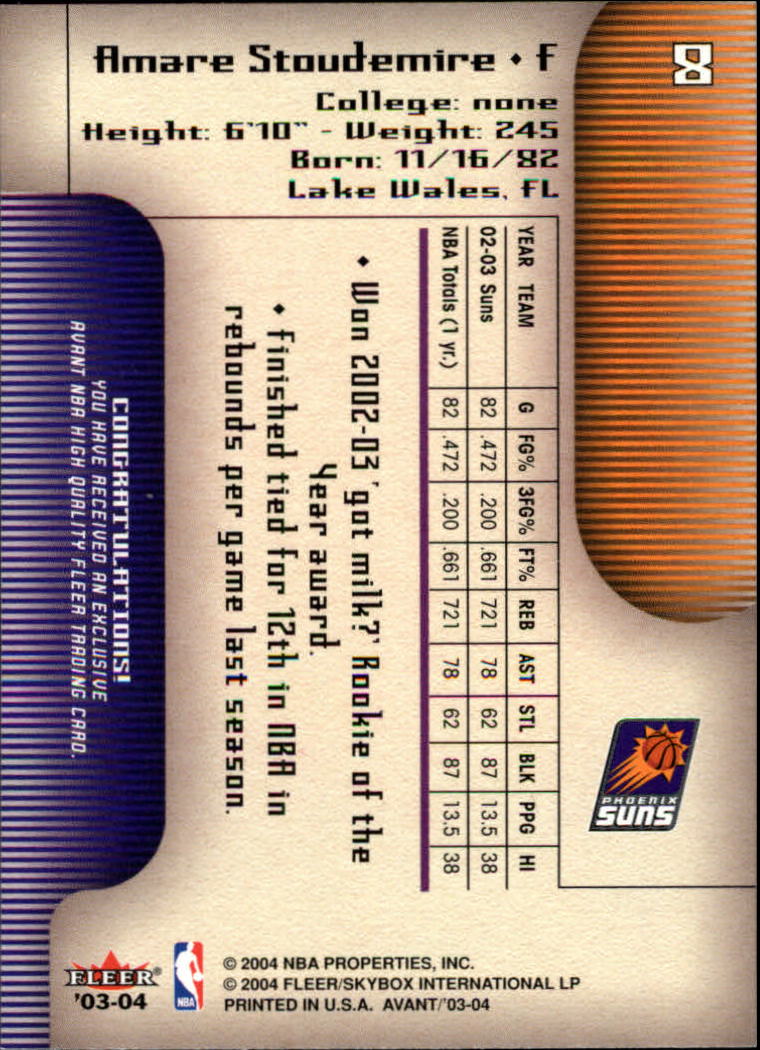 8
Amare Stoudemire • F
College: none
Height: 6'10" - Weight: 245
Born: 11/16/82
Lake Wales, FL
PHOENIX
SUNS
YEAR TEAM G FG% 3FG% FT% REB AST STL BLK PPG HI
02-03 Suns 82 .472 .200 .661 721 78 62 87 13.5 38
NBA Totals (1 yr.) 82 .472 .200 .661 721 78 62 87 13.5 38
• Won 2002-03 'got milk?' Rookie of the
Year award.
• Finished tied for 12th in NBA in
rebounds per game last season.
CONGRATULATIONS!
YOU HAVE RECEIVED AN EXCLUSIVE
AVANT NBA HIGH QUALITY FLEER TRADING CARD.
FLEER®
'03-04
NBA
© 2004 NBA PROPERTIES, INC.
© 2004 FLEER/SKYBOX INTERNATIONAL LP
PRINTED IN U.S.A. AVANT/'03-04